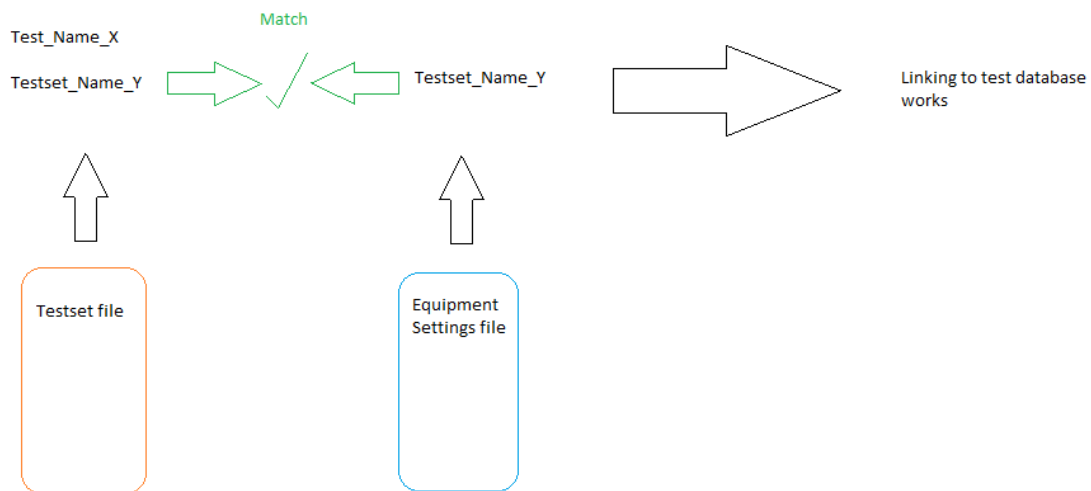 Match
Test_Name_X
Testset_Name_Y
Testset_Name_Y
Linking to test database
works
Testset file
Equipment
Settings file